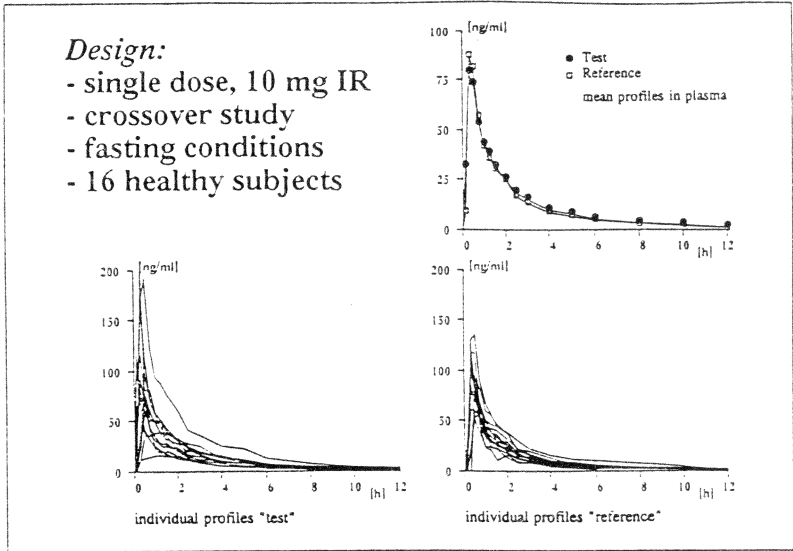 Design:
- single dose, 10 mg IR
- crossover study
- fasting conditions
- 16 healthy subjects
[ng/ml]
100
75
50
25
0
0 2 4 6 8 10 12
[h]
Test
Reference
mean profiles in plasma
[ng/ml]
200
150
100
50
0
0 2 4 6 8 10 12
[h]
individual profiles "test"
[ng/ml]
200
150
100
50
0
0 2 4 6 8 10 12
[h]
individual profiles "reference"